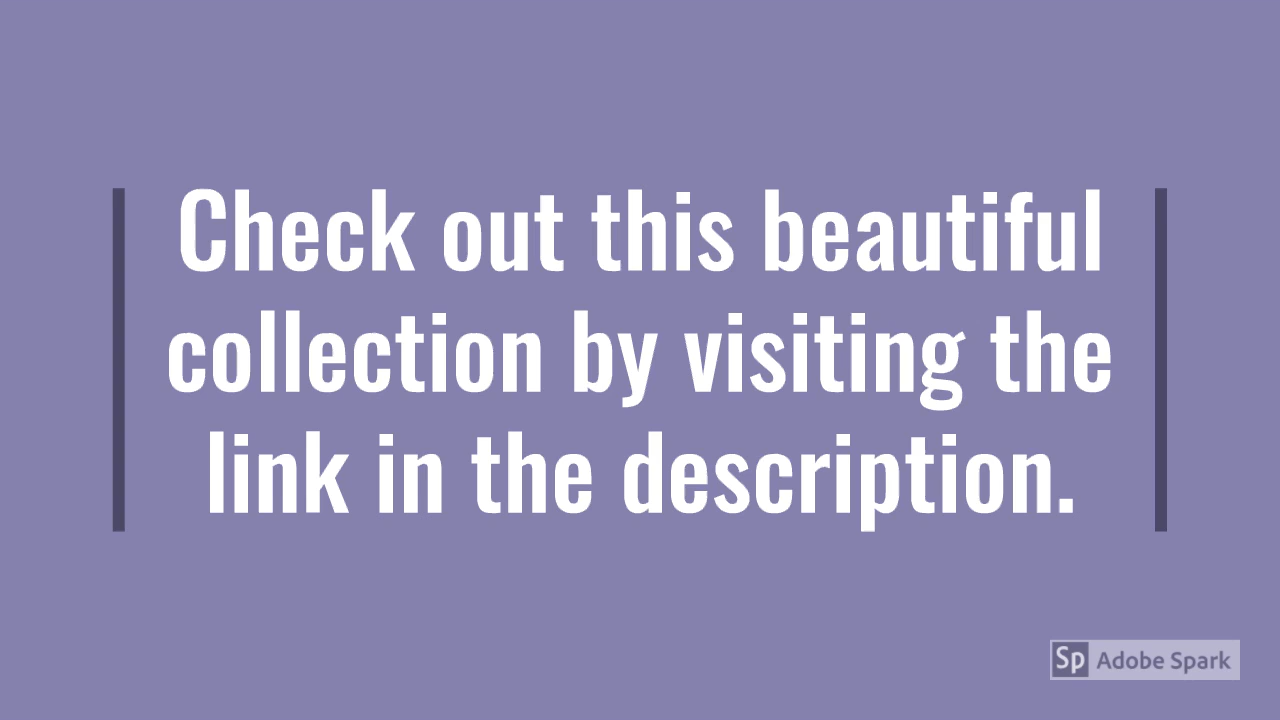 Check out this beautiful
collection by visiting the
link in the description.
Sp Adobe Spark